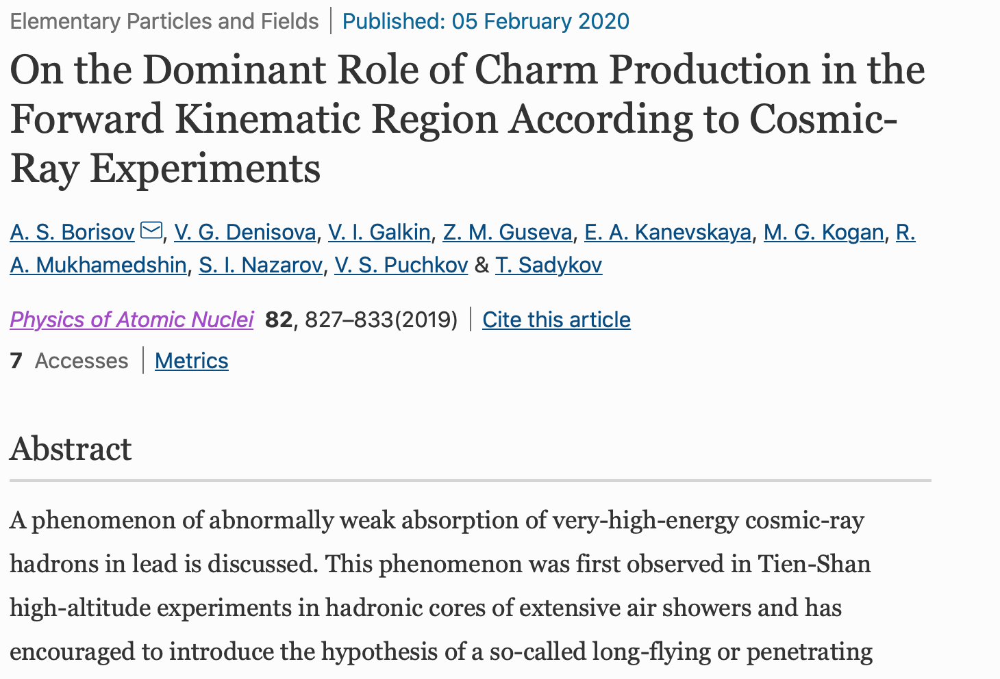 Elementary Particles and Fields | Published: 05 February 2020
On the Dominant Role of Charm Production in the
Forward Kinematic Region According to Cosmic-
Ray Experiments
A. S. Borisov, V. G. Denisova, V. I. Galkin, Z. M. Guseva, E. A. Kanevskaya, M. G. Kogan, R.
A. Mukhamedshin, S. I. Nazarov, V. S. Puchkov & T. Sadykov
Physics of Atomic Nuclei 82, 827–833(2019) | Cite this article
7 Accesses | Metrics
Abstract
A phenomenon of abnormally weak absorption of very-high-energy cosmic-ray
hadrons in lead is discussed. This phenomenon was first observed in Tien-Shan
high-altitude experiments in hadronic cores of extensive air showers and has
encouraged to introduce the hypothesis of a so-called long-flying or penetrating